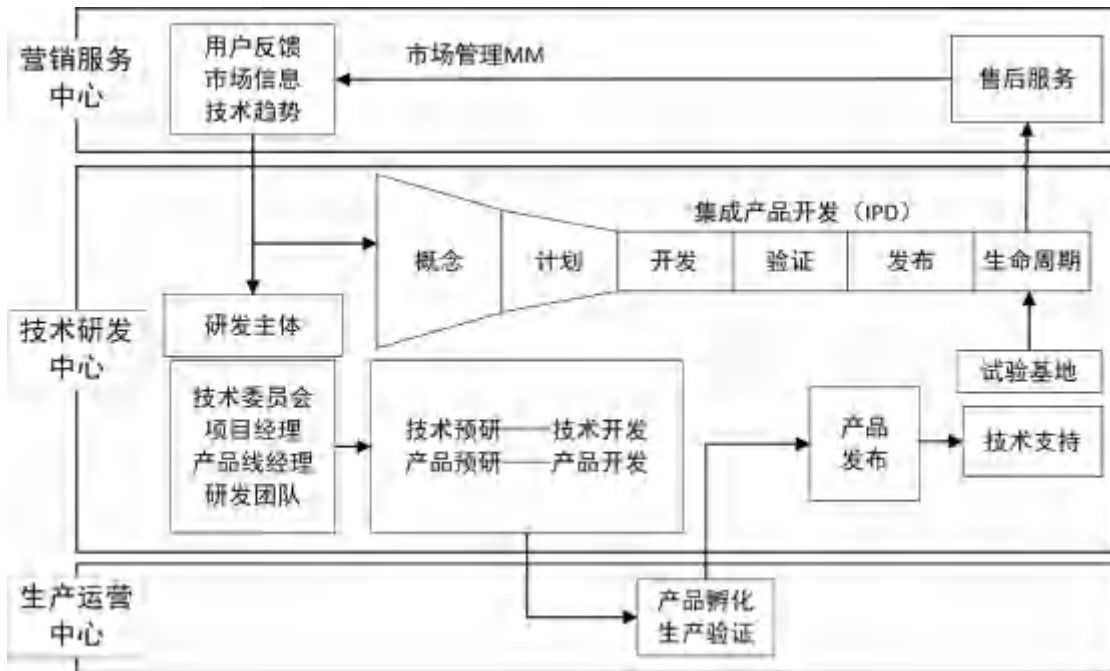 营销服务
中心
用户反馈
市场信息
技术趋势
市场管理MM
售后服务
技术研发
中心
集成产品开发（IPD）
概念
计划
开发
验证
发布
生命周期
研发主体
技术委员会
项目经理
产品线经理
研发团队
技术预研——技术开发
产品预研——产品开发
产品
发布
试验基地
技术支持
生产运营
中心
产品孵化
生产验证